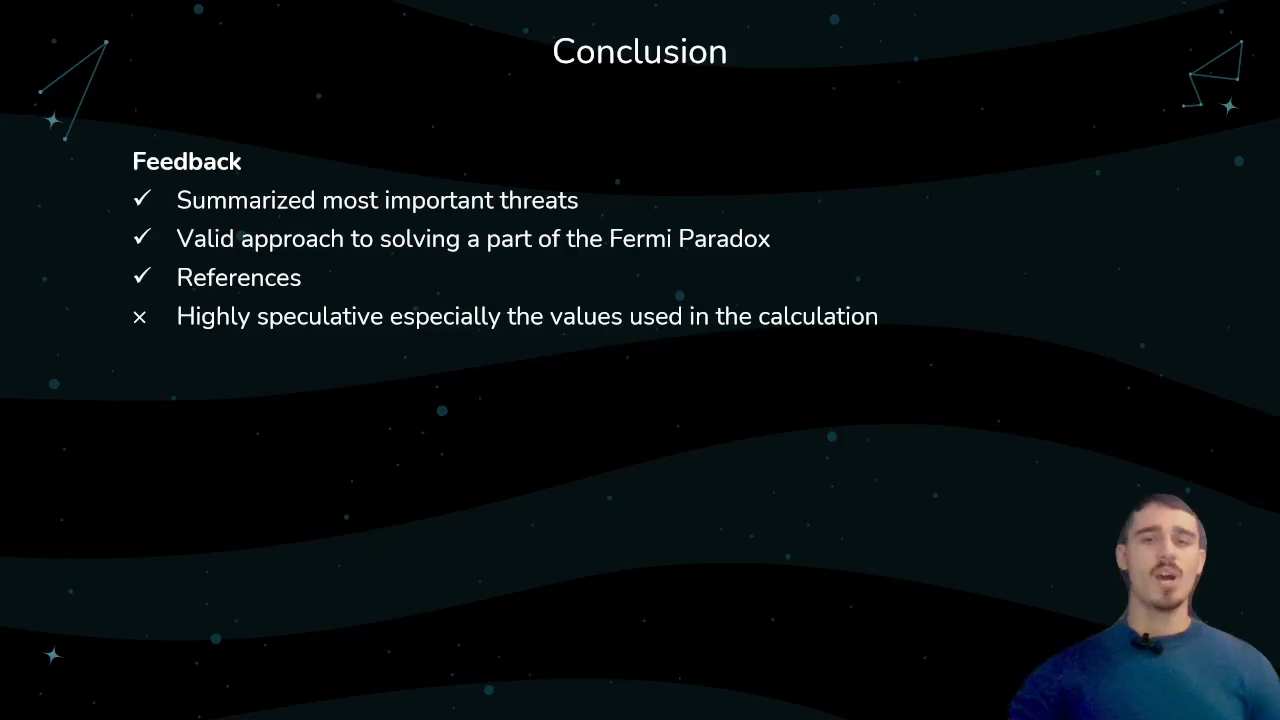 Conclusion
Feedback
✓ Summarized most important threats
✓ Valid approach to solving a part of the Fermi Paradox
✓ References
× Highly speculative especially the values used in the calculation